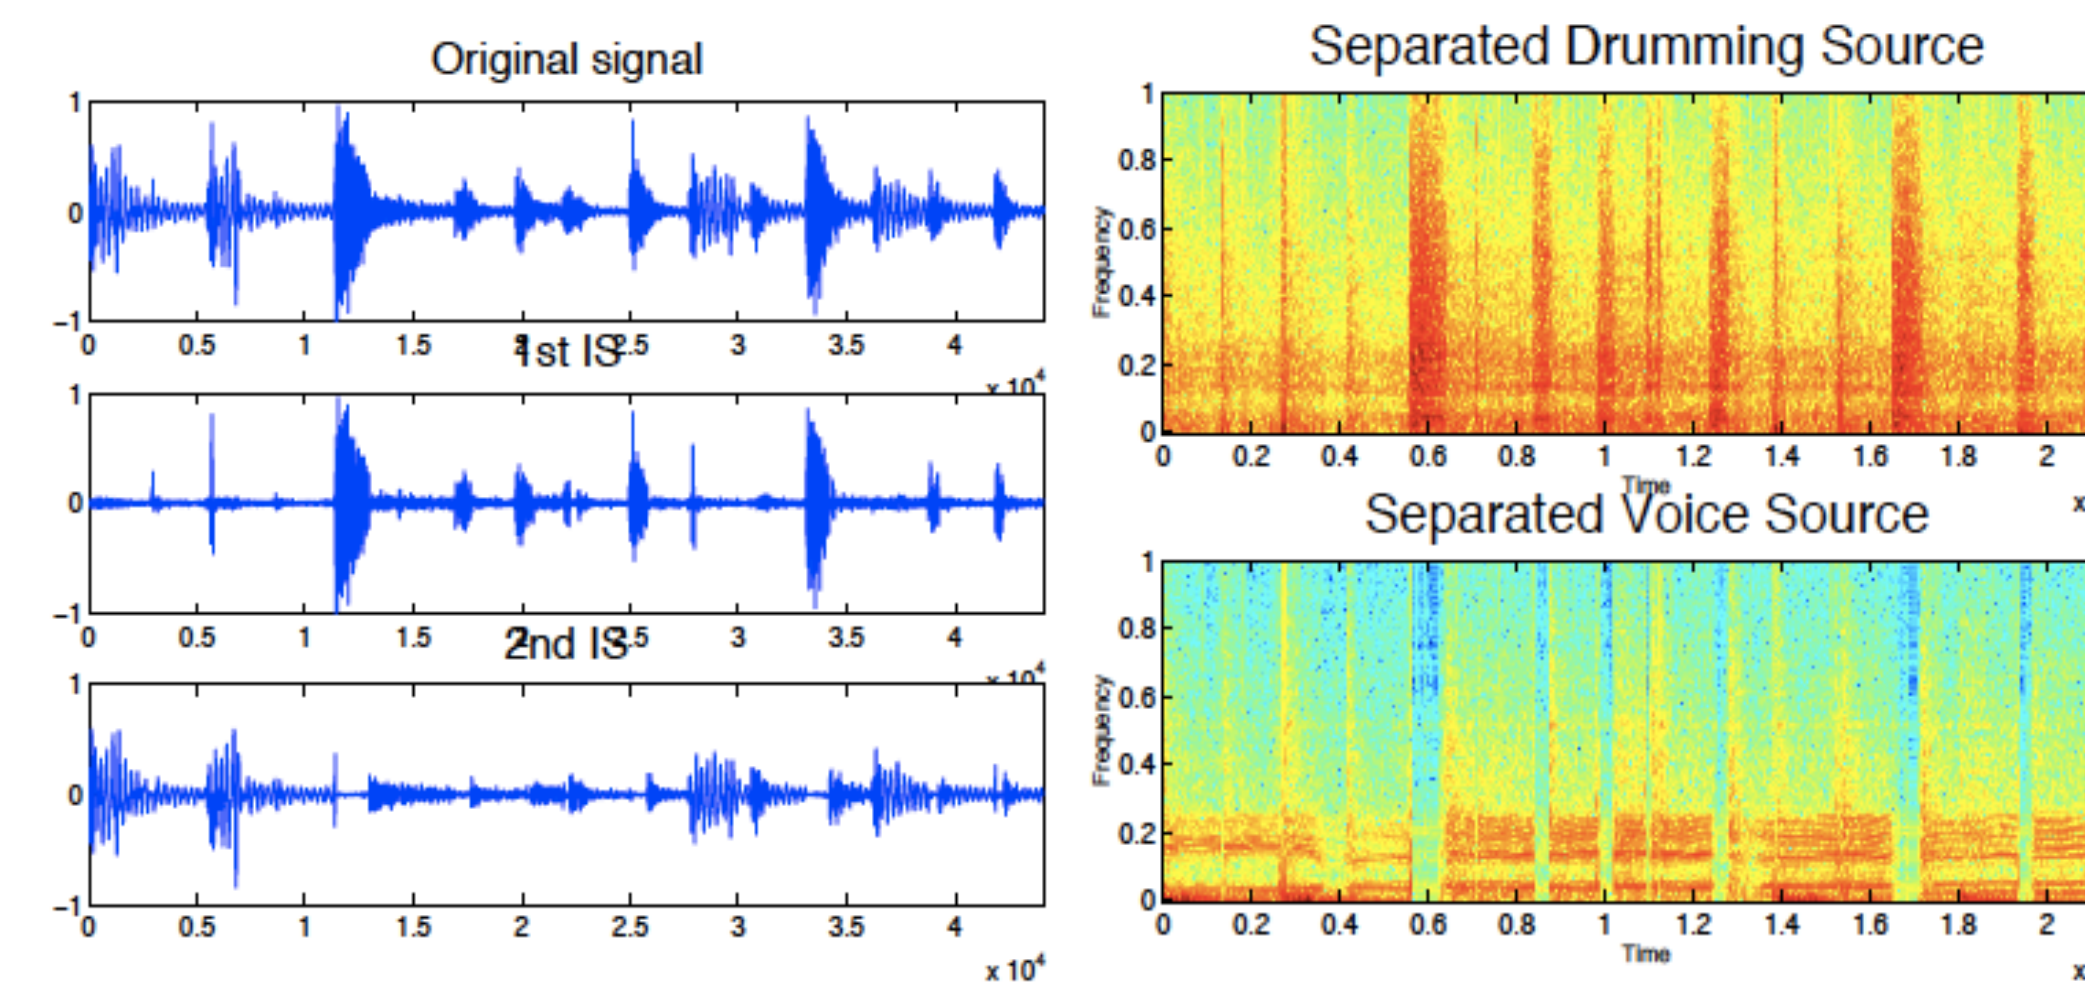 Original signal
1
0
−1
0 0.5 1 1.5 2 2.5 3 3.5 4
x 10⁴
1st IS
1
0
−1
0 0.5 1 1.5 2 2.5 3 3.5 4
x 10⁴
2nd IS
1
0
−1
0 0.5 1 1.5 2 2.5 3 3.5 4
x 10⁴
Separated Drumming Source
1
0.8
0.6
0.4
0.2
0
Frequency
0 0.2 0.4 0.6 0.8 1 1.2 1.4 1.6 1.8 2
Time
x
Separated Voice Source
1
0.8
0.6
0.4
0.2
0
Frequency
0 0.2 0.4 0.6 0.8 1 1.2 1.4 1.6 1.8 2
Time
x